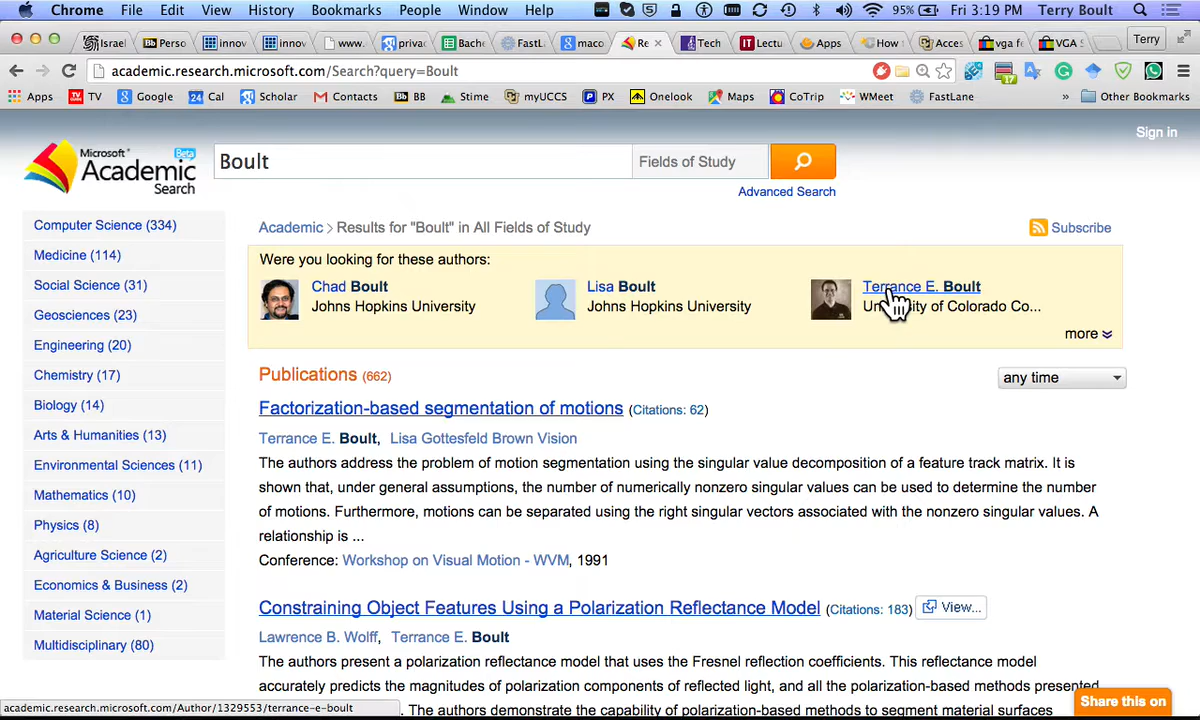 Chrome File Edit View History Bookmarks People Window Help 95% Fri 3:19 PM Terry Boult
Israel Bb Perso innov innov www. priva Bache FastL maco Re × Tech IT Lectu Apps How Acces vga f VGA S Terry
academic.research.microsoft.com/Search?query=Boult 17
Apps TV Google 24 Cal Scholar Contacts Bb BB Stime myUCCS PX Onelook Maps CoTrip WMeet FastLane » Other Bookmarks
Sign in
Microsoft® Beta
Academic
Search
Boult Fields of Study
Advanced Search
Academic > Results for "Boult" in All Fields of Study Subscribe
Computer Science (334)
Medicine (114)
Social Science (31)
Geosciences (23)
Engineering (20)
Chemistry (17)
Biology (14)
Arts & Humanities (13)
Environmental Sciences (11)
Mathematics (10)
Physics (8)
Agriculture Science (2)
Economics & Business (2)
Material Science (1)
Multidisciplinary (80)
Were you looking for these authors:
Chad Boult
Johns Hopkins University
Lisa Boult
Johns Hopkins University
Terrance E. Boult
of Colorado Co...
more
Publications (662) any time
Factorization-based segmentation of motions (Citations: 62)
Terrance E. Boult, Lisa Gottesfeld Brown Vision
The authors address the problem of motion segmentation using the singular value decomposition of a feature track matrix. It is
shown that, under general assumptions, the number of numerically nonzero singular values can be used to determine the number
of motions. Furthermore, motions can be separated using the right singular vectors associated with the nonzero singular values. A
relationship is ...
Conference: Workshop on Visual Motion - WVM, 1991
Constraining Object Features Using a Polarization Reflectance Model (Citations: 183) View...
Lawrence B. Wolff, Terrance E. Boult
The authors present a polarization reflectance model that uses the Fresnel reflection coefficients. This reflectance model
accurately predicts the magnitudes of polarization components of reflected light, and all the polarization-based methods presented
. The authors demonstrate the capability of polarization-based methods to segment material surfaces
academic.research.microsoft.com/Author/1329553/terrance-e-boult
Share this on